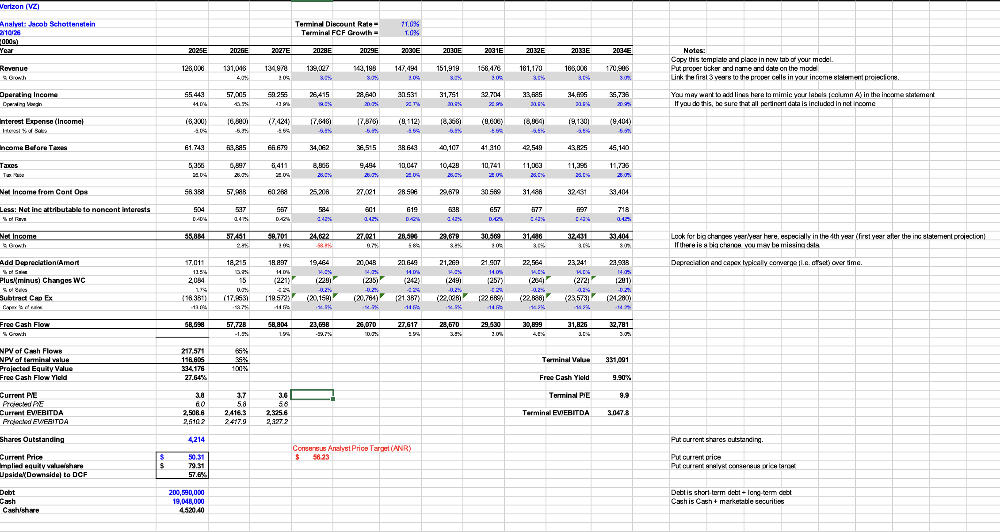 Verizon (VZ)
Analyst: Jacob Schottenstein Terminal Discount Rate = 11.0%
2/10/26 Terminal FCF Growth = 1.0%
(000s)
Year 2025E 2026E 2027E 2028E 2029E 2030E 2030E 2031E 2032E 2033E 2034E Notes:
Copy this template and place in new tab of your model.
Revenue 126,006 131,046 134,978 139,027 143,198 147,494 151,919 156,476 161,170 166,006 170,986 Put proper ticker and name and date on the model
% Growth 4.0% 3.0% 3.0% 3.0% 3.0% 3.0% 3.0% 3.0% 3.0% 3.0% Link the first 3 years to the proper cells in your income statement projections.
Operating Income 55,443 57,005 59,255 26,415 28,640 30,531 31,751 32,704 33,685 34,695 35,736 You may want to add lines here to mimic your labels (column A) in the income statement
Operating Margin 44.0% 43.5% 43.9% 19.0% 20.0% 20.7% 20.9% 20.9% 20.9% 20.9% 20.9% If you do this, be sure that all pertinent data is included in net income
Interest Expense (Income) (6,300) (6,880) (7,424) (7,646) (7,876) (8,112) (8,356) (8,606) (8,864) (9,130) (9,404)
Interest % of Sales -5.0% -5.3% -5.5% -5.5% -5.5% -5.5% -5.5% -5.5% -5.5% -5.5% -5.5%
Income Before Taxes 61,743 63,885 66,679 34,062 36,515 38,643 40,107 41,310 42,549 43,825 45,140
Taxes 5,355 5,897 6,411 8,856 9,494 10,047 10,428 10,741 11,063 11,395 11,736
Tax Rate 26.0% 26.0% 26.0% 26.0% 26.0% 26.0% 26.0% 26.0% 26.0% 26.0% 26.0%
Net Income from Cont Ops 56,388 57,988 60,268 25,206 27,021 28,596 29,679 30,569 31,486 32,431 33,404
Less: Net inc attributable to noncont interests 504 537 567 584 601 619 638 657 677 697 718
% of Revs 0.40% 0.41% 0.42% 0.42% 0.42% 0.42% 0.42% 0.42% 0.42% 0.42% 0.42%
Net Income 55,884 57,451 59,701 24,622 27,021 28,596 29,679 30,569 31,486 32,431 33,404 Look for big changes year/year here, especially in the 4th year (first year after the inc statement projection)
% Growth 2.8% 3.9% -58.8% 9.7% 5.8% 3.8% 3.0% 3.0% 3.0% 3.0% If there is a big change, you may be missing data.
Add Depreciation/Amort 17,011 18,215 18,897 19,464 20,048 20,649 21,269 21,907 22,564 23,241 23,938 Depreciation and capex typically converge (i.e. offset) over time.
% of Sales 13.5% 13.9% 14.0% 14.0% 14.0% 14.0% 14.0% 14.0% 14.0% 14.0% 14.0%
Plus/(minus) Changes WC 2,084 15 (221) (228) (235) (242) (249) (257) (264) (272) (281)
% of Sales 1.7% 0.0% -0.2% -0.2% -0.2% -0.2% -0.2% -0.2% -0.2% -0.2% -0.2%
Subtract Cap Ex (16,381) (17,953) (19,572) (20,159) (20,764) (21,387) (22,028) (22,689) (22,886) (23,573) (24,280)
Capex % of sales -13.0% -13.7% -14.5% -14.5% -14.5% -14.5% -14.5% -14.5% -14.2% -14.2% -14.2%
Free Cash Flow 58,598 57,728 58,804 23,698 26,070 27,617 28,670 29,530 30,899 31,826 32,781
% Growth -1.5% 1.9% -59.7% 10.0% 5.9% 3.8% 3.0% 4.6% 3.0% 3.0%
NPV of Cash Flows 217,571 65%
NPV of terminal value 116,605 35% Terminal Value 331,091
Projected Equity Value 334,176 100%
Free Cash Flow Yield 27.64% Free Cash Yield 9.90%
Current P/E 3.8 3.7 3.6 Terminal P/E 9.9
Projected P/E 6.0 5.8 5.6
Current EV/EBITDA 2,508.6 2,416.3 2,325.6 Terminal EV/EBITDA 3,047.8
Projected EV/EBITDA 2,510.2 2,417.9 2,327.2
Shares Outstanding 4,214 Put current shares outstanding.
Consensus Analyst Price Target (ANR)
Current Price $ 50.31 $ 56.23 Put current price
Implied equity value/share $ 79.31 Put current analyst consensus price target
Upside/(Downside) to DCF 57.6%
Debt 200,590,000 Debt is short-term debt + long-term debt
Cash 19,048,000 Cash is Cash + marketable securities
Cash/share 4,520.40